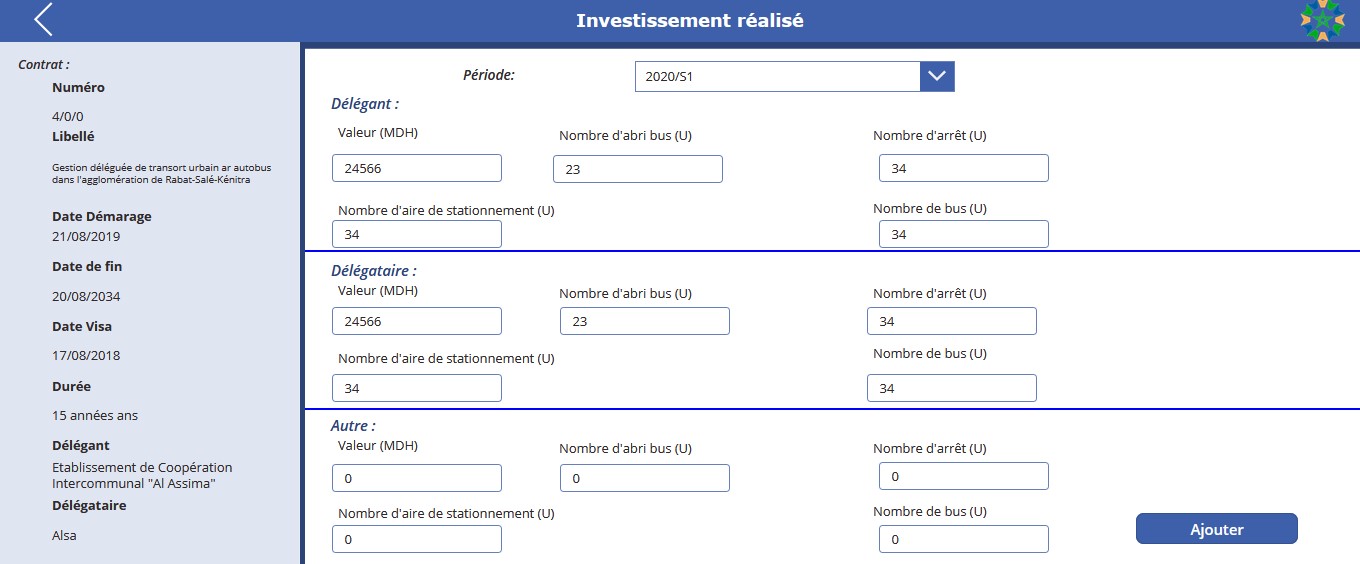 Investissement réalisé
Contrat :
Numéro
4/0/0
Libellé
Gestion déléguée de transort urbain ar autobus
dans l'agglomération de Rabat-Salé-Kénitra
Date Démarage
21/08/2019
Date de fin
20/08/2034
Date Visa
17/08/2018
Durée
15 années ans
Délégant
Etablissement de Coopération
Intercommunal "Al Assima"
Délégataire
Alsa
Période:
2020/S1
Délégant :
Valeur (MDH)
Nombre d'abri bus (U)
Nombre d'arrêt (U)
24566
23
34
Nombre d'aire de stationnement (U)
Nombre de bus (U)
34
34
Délégataire :
Valeur (MDH)
Nombre d'abri bus (U)
Nombre d'arrêt (U)
24566
23
34
Nombre d'aire de stationnement (U)
Nombre de bus (U)
34
34
Autre :
Valeur (MDH)
Nombre d'abri bus (U)
Nombre d'arrêt (U)
0
0
0
Nombre d'aire de stationnement (U)
Nombre de bus (U)
0
0
Ajouter